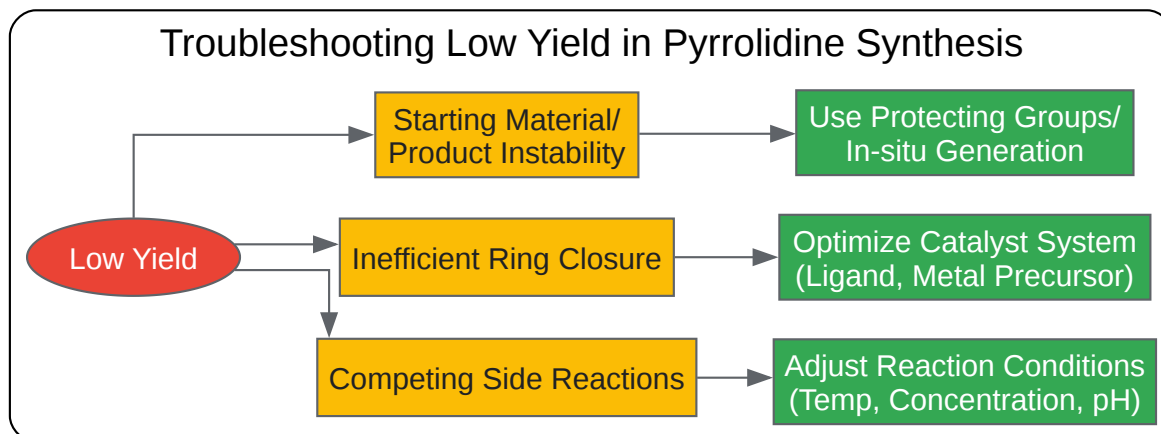 Troubleshooting Low Yield in Pyrrolidine Synthesis
Starting Material/
Product Instability
Use Protecting Groups/
In-situ Generation
Low Yield
Inefficient Ring Closure
Optimize Catalyst System
(Ligand, Metal Precursor)
Competing Side Reactions
Adjust Reaction Conditions
(Temp, Concentration, pH)